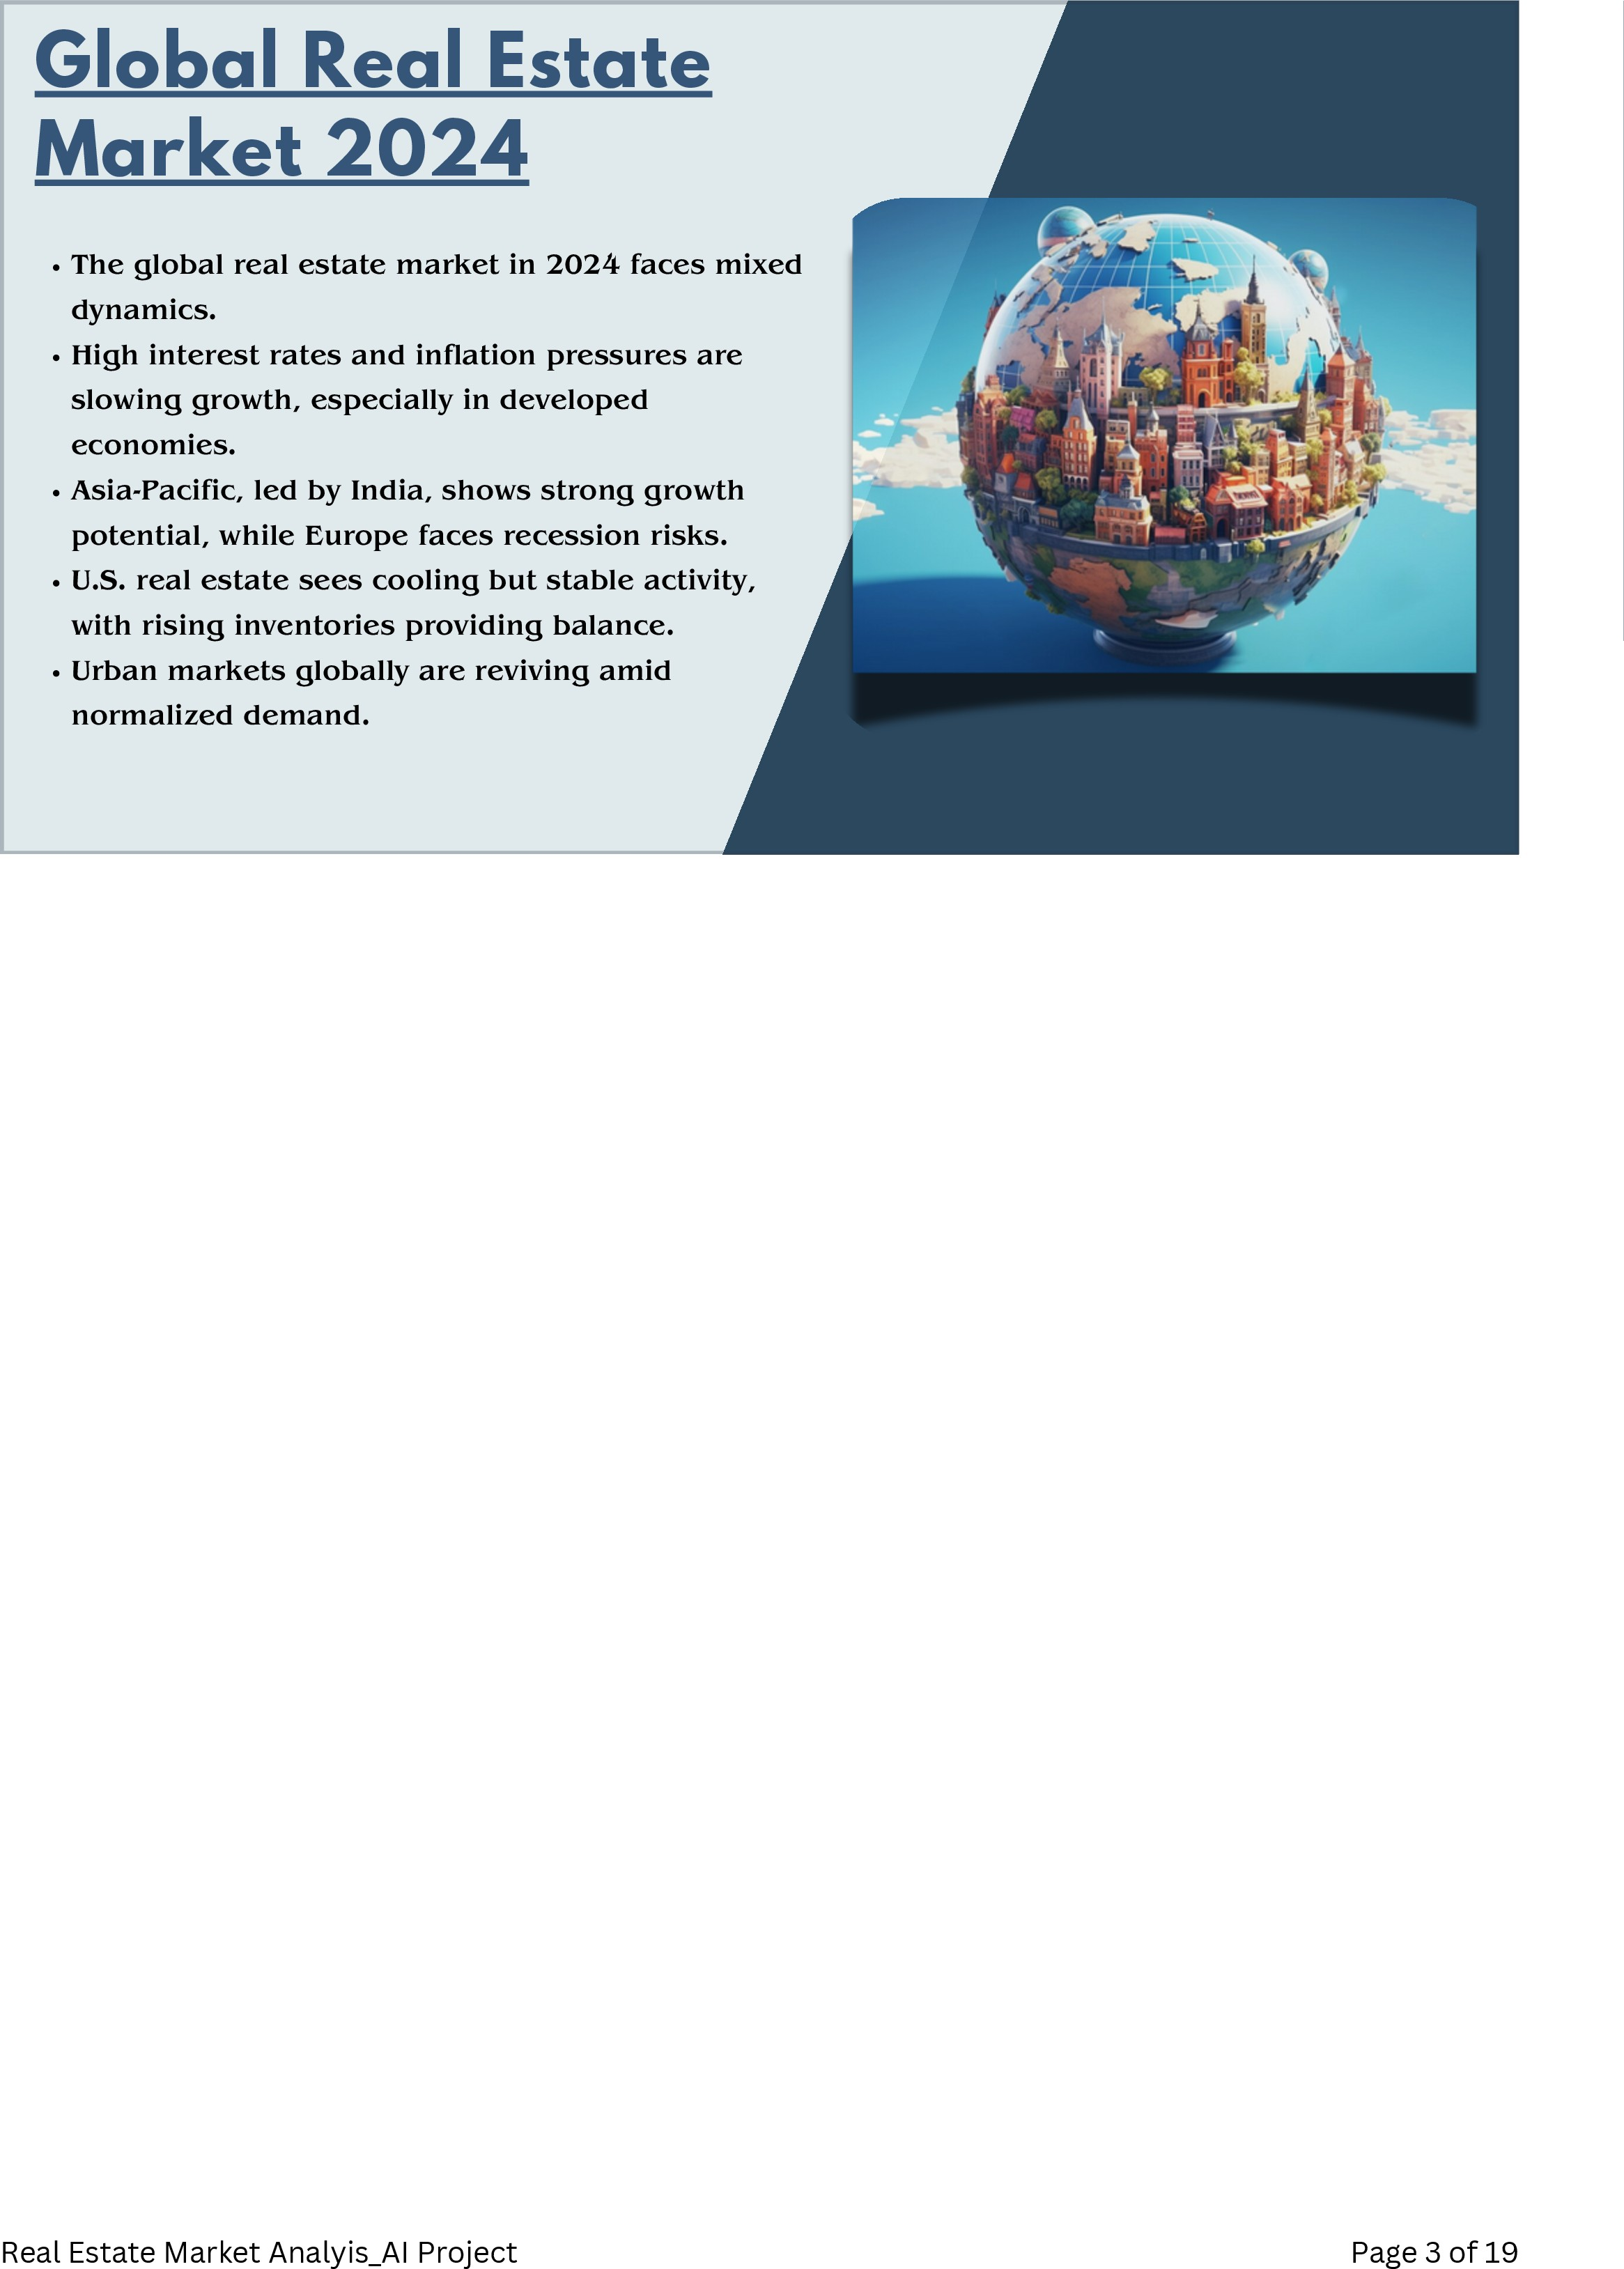 Global Real Estate
Market 2024
• The global real estate market in 2024 faces mixed
dynamics.
• High interest rates and inflation pressures are
slowing growth, especially in developed
economies.
• Asia-Pacific, led by India, shows strong growth
potential, while Europe faces recession risks.
• U.S. real estate sees cooling but stable activity,
with rising inventories providing balance.
• Urban markets globally are reviving amid
normalized demand.
Real Estate Market Analyis_AI Project
Page 3 of 19